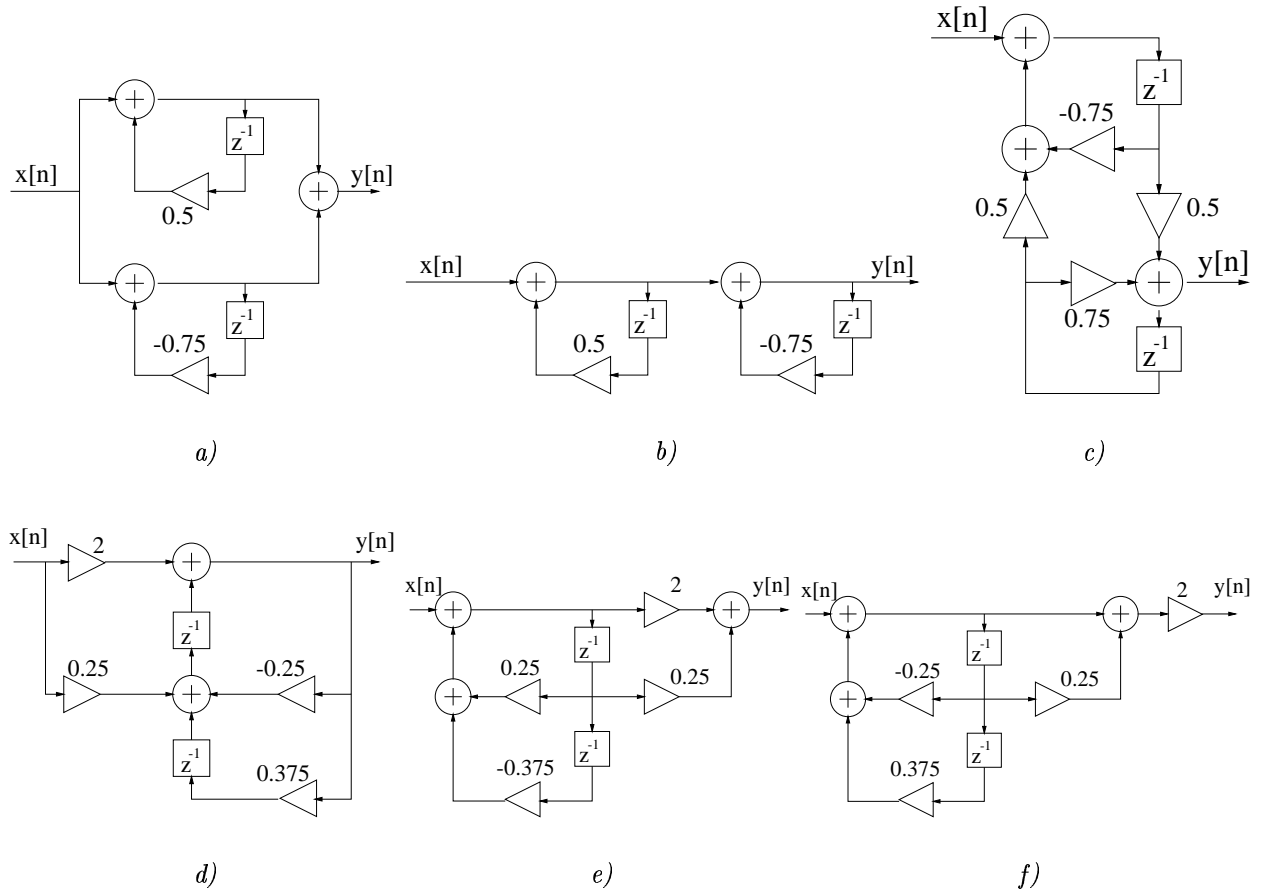 x[n]
z-1
0.5
-0.75
z-1
y[n]
a)
x[n]
z-1
0.5
z-1
-0.75
y[n]
b)
x[n]
z-1
-0.75
0.5
0.5
0.75
y[n]
z-1
c)
x[n]
2
y[n]
z-1
0.25
-0.25
z-1
0.375
d)
x[n]
2
y[n]
z-1
0.25
0.25
z-1
-0.375
e)
x[n]
2
y[n]
z-1
-0.25
0.25
z-1
0.375
f)